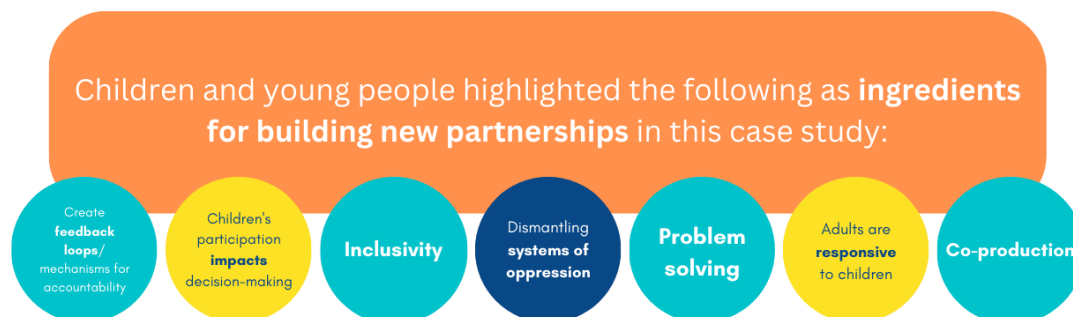 Children and young people highlighted the following as ingredients
for building new partnerships in this case study:
Create
feedback
loops/
mechanisms for
accountability
Children's
participation
impacts
decision-making
Inclusivity
Dismantling
systems of
oppression
Problem
solving
Adults are
responsive
to children
Co-production